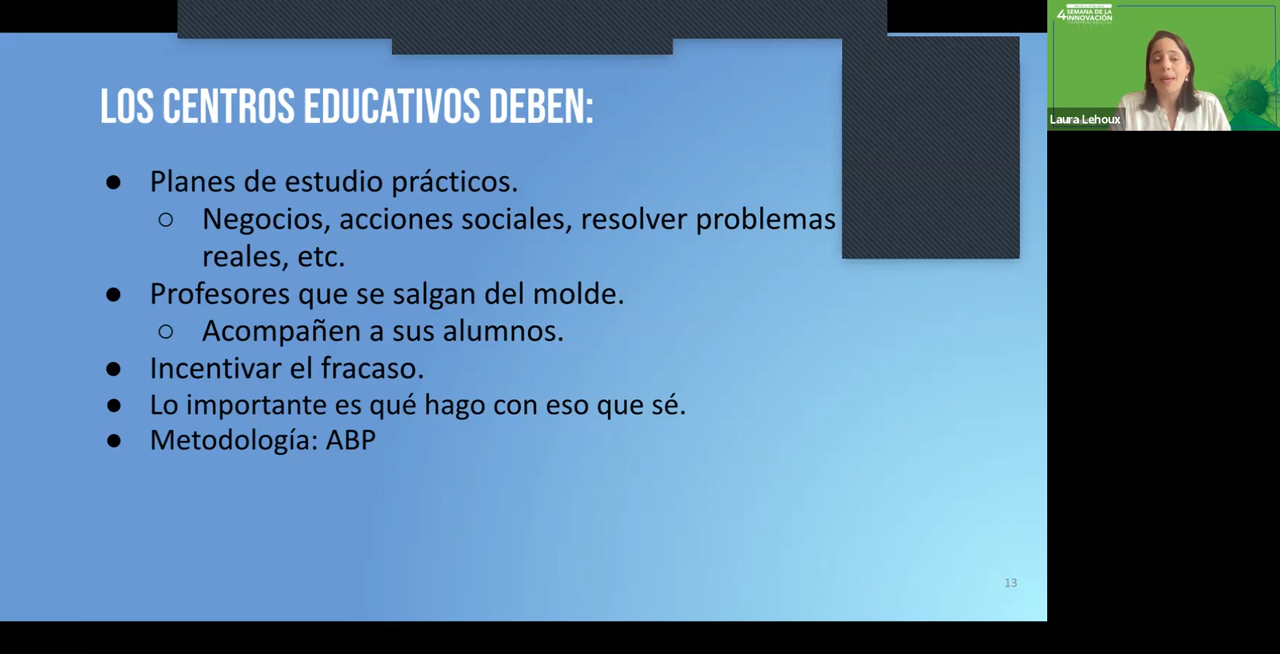 LOS CENTROS EDUCATIVOS DEBEN:
● Planes de estudio prácticos.
○ Negocios, acciones sociales, resolver problemas
reales, etc.
● Profesores que se salgan del molde.
○ Acompañen a sus alumnos.
● Incentivar el fracaso.
● Lo importante es qué hago con eso que sé.
● Metodología: ABP
13
4 SEMANA DE LA
INNOVACIÓN
Laura Lehoux